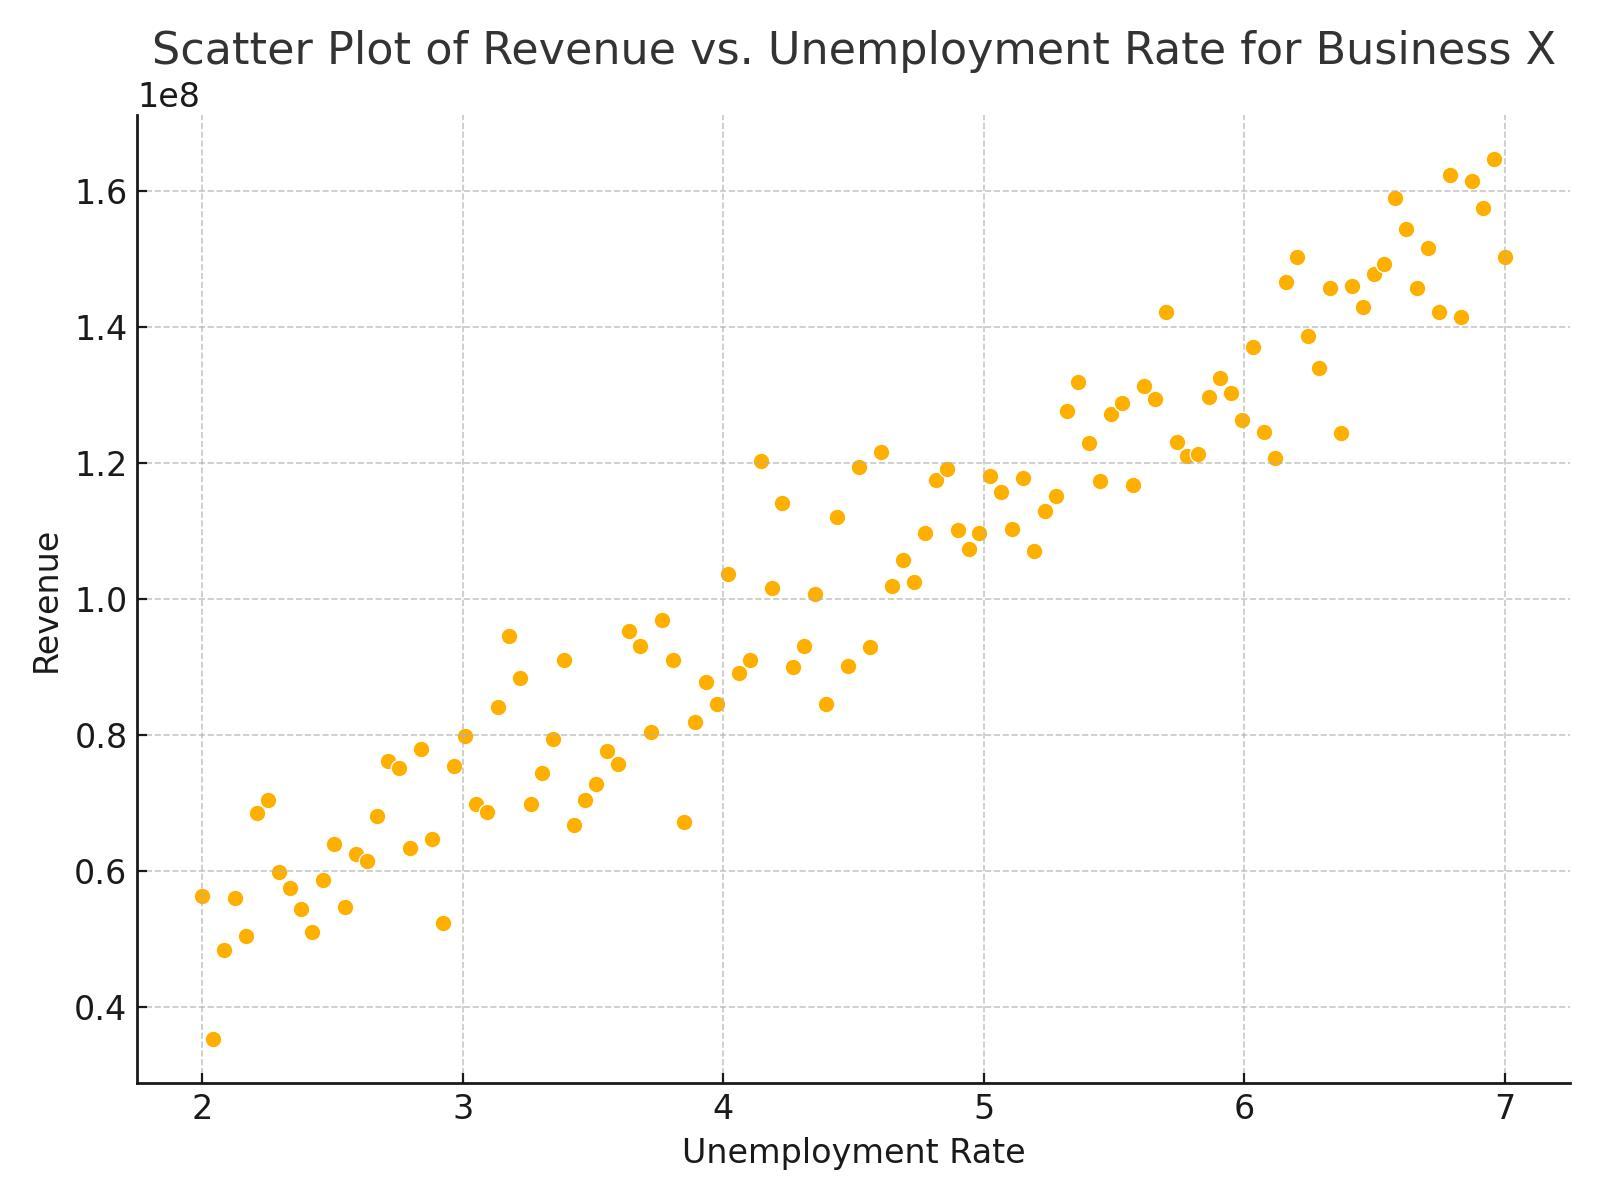 Scatter Plot of Revenue vs. Unemployment Rate for Business X
1e8
1.6
1.4
1.2
1.0
0.8
0.6
0.4
Revenue
2 3 4 5 6 7
Unemployment Rate